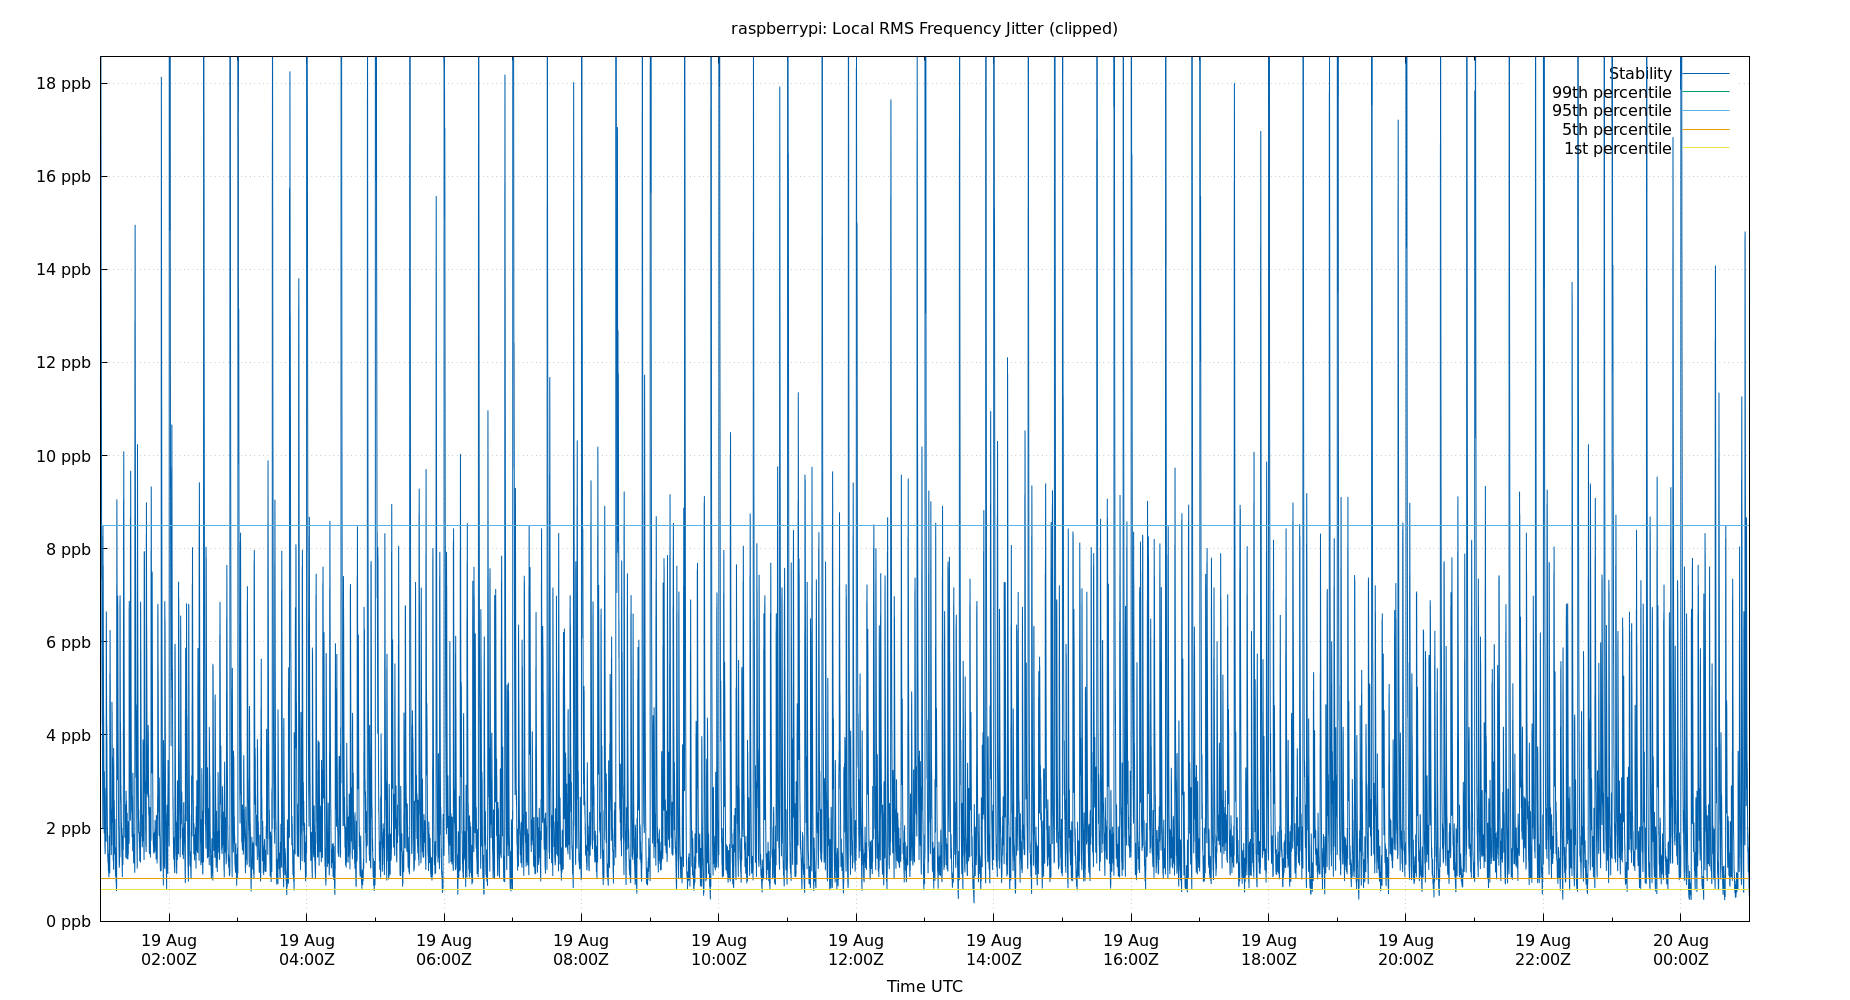 raspberrypi: Local RMS Frequency Jitter (clipped)
18 ppb
16 ppb
14 ppb
12 ppb
10 ppb
8 ppb
6 ppb
4 ppb
2 ppb
0 ppb
Stability
99th percentile
95th percentile
5th percentile
1st percentile
19 Aug 19 Aug 19 Aug 19 Aug 19 Aug 19 Aug 19 Aug 19 Aug 19 Aug 19 Aug 19 Aug 20 Aug
02:00Z 04:00Z 06:00Z 08:00Z 10:00Z 12:00Z 14:00Z 16:00Z 18:00Z 20:00Z 22:00Z 00:00Z
Time UTC